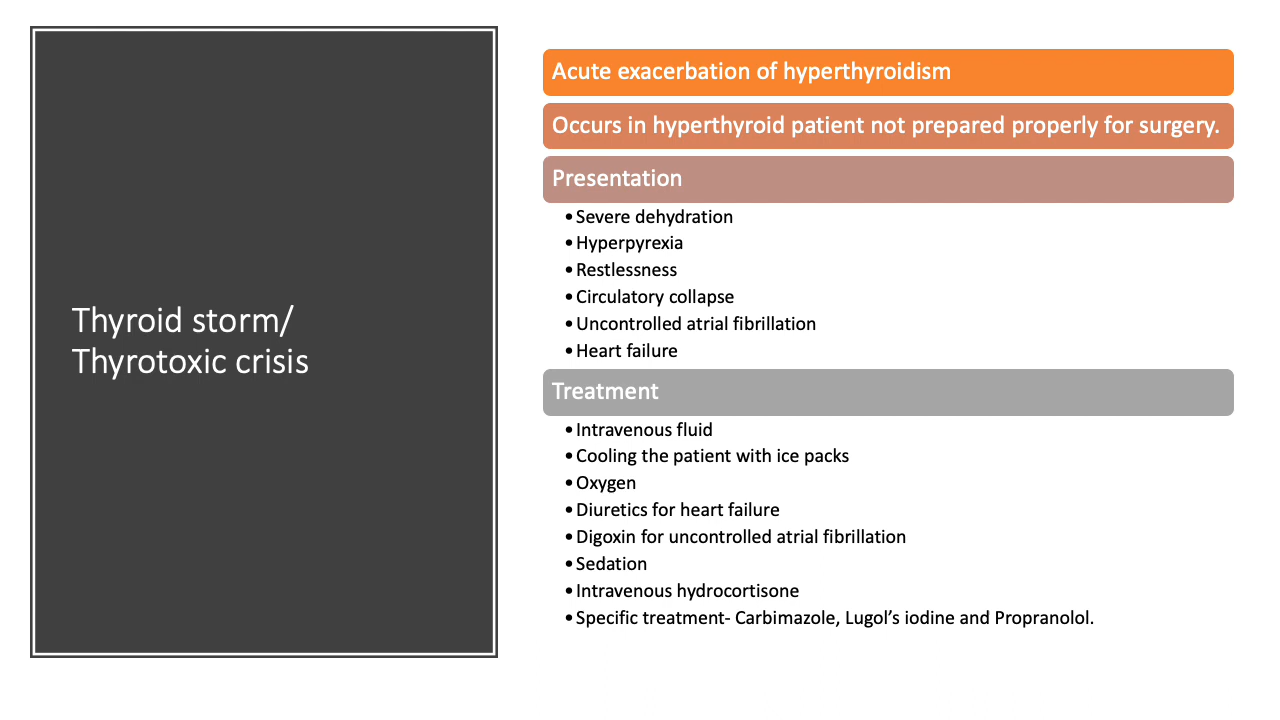 Thyroid storm/
Thyrotoxic crisis
Acute exacerbation of hyperthyroidism
Occurs in hyperthyroid patient not prepared properly for surgery.
Presentation
•Severe dehydration
•Hyperpyrexia
•Restlessness
•Circulatory collapse
•Uncontrolled atrial fibrillation
•Heart failure
Treatment
•Intravenous fluid
•Cooling the patient with ice packs
•Oxygen
•Diuretics for heart failure
•Digoxin for uncontrolled atrial fibrillation
•Sedation
•Intravenous hydrocortisone
•Specific treatment- Carbimazole, Lugol’s iodine and Propranolol.